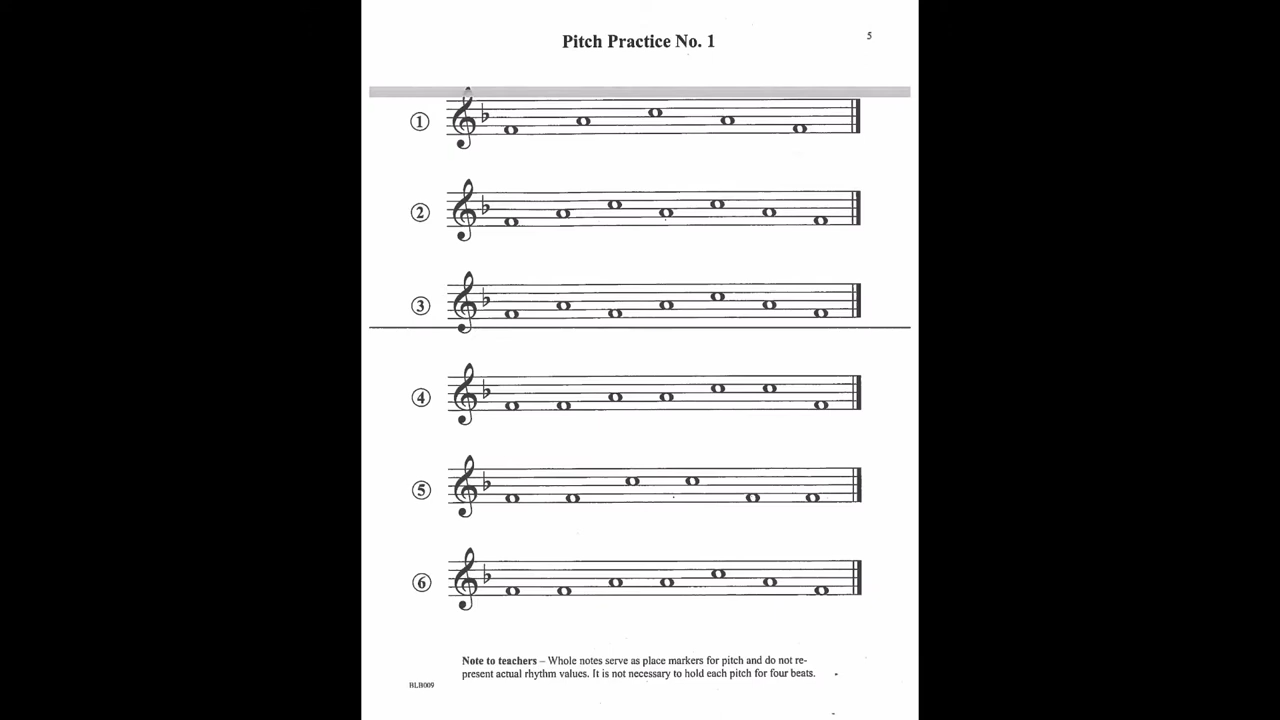 Pitch Practice No. 1
5
1
2
3
4
5
6
Note to teachers – Whole notes serve as place markers for pitch and do not re-
present actual rhythm values. It is not necessary to hold each pitch for four beats.
BLB009